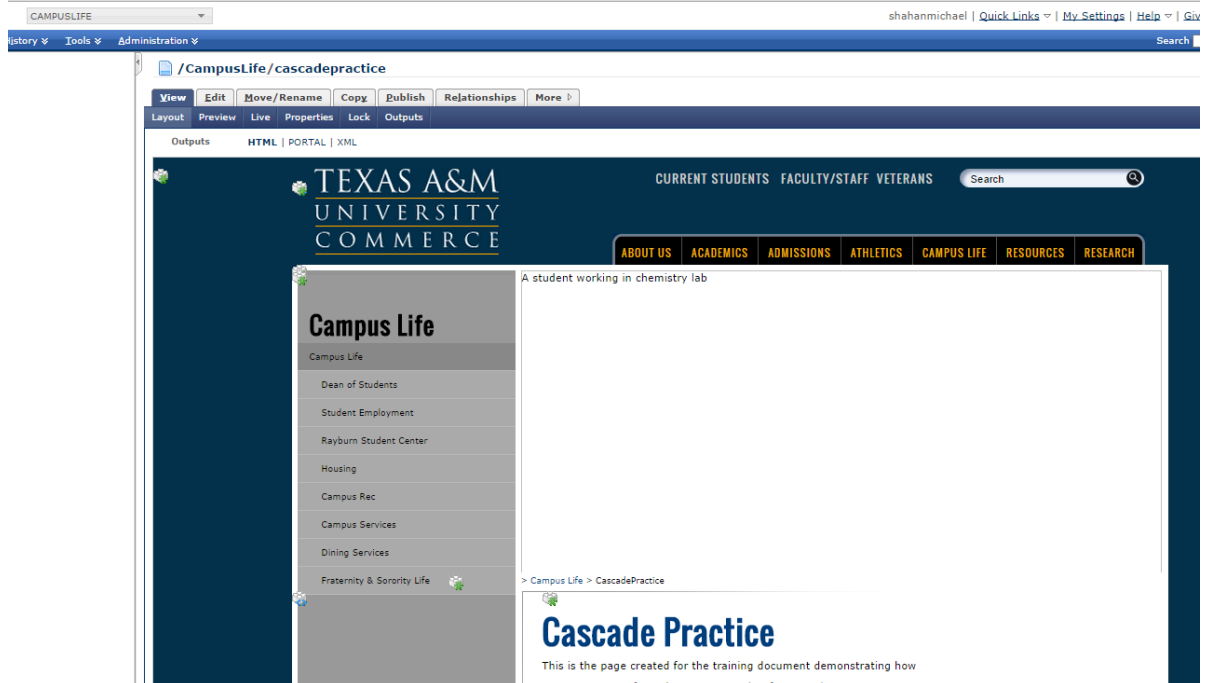 CAMPUSLIFE
shahanmichael | Quick Links | My Settings | Help | Giv
History Tools Administration
Search
/CampusLife/cascadepractice
View Edit Move/Rename Copy Publish Relationships More
Layout Preview Live Properties Lock Outputs
Outputs HTML | PORTAL | XML
TEXAS A&M
UNIVERSITY
COMMERCE
CURRENT STUDENTS FACULTY/STAFF VETERANS Search
ABOUT US ACADEMICS ADMISSIONS ATHLETICS CAMPUS LIFE RESOURCES RESEARCH
A student working in chemistry lab
Campus Life
Campus Life
Dean of Students
Student Employment
Rayburn Student Center
Housing
Campus Rec
Campus Services
Dining Services
Fraternity & Sorority Life
> Campus Life > CascadePractice
Cascade Practice
This is the page created for the training document demonstrating how